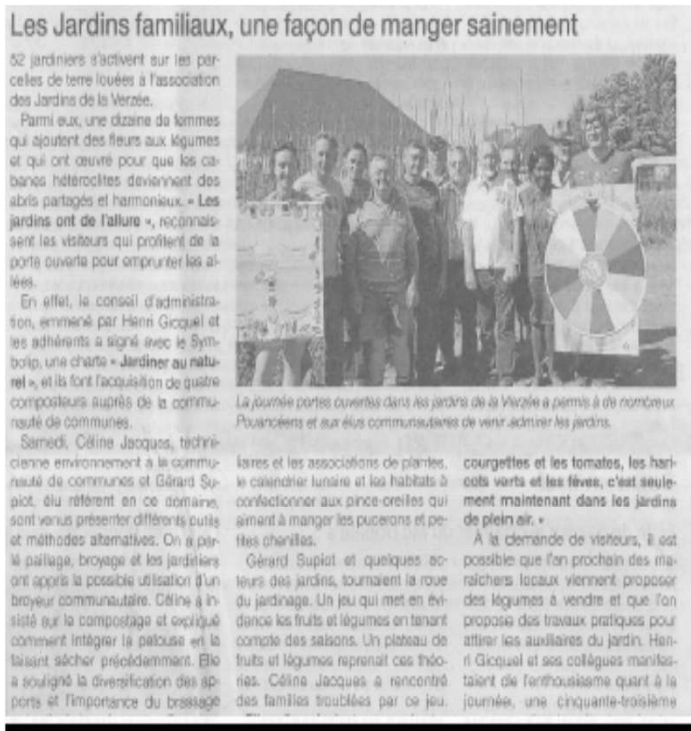 Les Jardins familiaux, une façon de manger sainement
52 jardiniers s'activent sur les par-
celles de terre louées à l'association
des Jardins de la Verzée.
Parmi eux, une dizaine de femmes
qui ajoutent des fleurs aux légumes
et qui ont œuvré pour que les ca-
banes hétéroclites deviennent des
abris partagés et harmonieux. « Les
jardins ont de l'allure », reconnais-
sent les visiteurs qui profitent de la
porte ouverte pour emprunter les al-
lées.
En effet, le conseil d'administra-
tion, emmené par Henri Gicquel et
les adhérents a signé avec le Sym-
bolip, une charte « Jardiner au natu-
rel », et ils font l'acquisition de quatre
composteurs auprès de la commu-
nauté de communes.
Samedi, Céline Jacques, techni-
cienne environnement à la commu-
nauté de communes et Gérard Su-
piot, élu référent en ce domaine,
sont venus présenter différents outils
et méthodes alternatives. On a par-
lé paillage, broyage et les jardiniers
ont appris la possible utilisation d'un
broyeur communautaire. Céline a in-
sisté sur le compostage et expliqué
comment intégrer la pelouse en la
faisant sécher précédemment. Elle
a souligné la diversification des ap-
ports et l'importance du brassage
La journée portes ouvertes dans les jardins de la Verzée a permis à de nombreux
Pouancéens et aux élus communautaires de venir admirer les jardins.
liaires et les associations de plantes,
le calendrier lunaire et les habitats à
confectionner aux pince-oreilles qui
aiment à manger les pucerons et pe-
tites chenilles.
Gérard Supiot et quelques ac-
teurs des jardins, tournaient la roue
du jardinage. Un jeu qui met en évi-
dence les fruits et légumes en tenant
compte des saisons. Un plateau de
fruits et légumes reprenait ces théo-
ries. Céline Jacques a rencontré
des familles troublées par ce jeu.
courgettes et les tomates, les hari-
cots verts et les fèves, c'est seule-
ment maintenant dans les jardins
de plein air. »
À la demande de visiteurs, il est
possible que l'an prochain des ma-
raîchers locaux viennent proposer
des légumes à vendre et que l'on
propose des travaux pratiques pour
attirer les auxiliaires du jardin. Hen-
ri Gicquel et ses collègues manifes-
taient de l'enthousiasme quant à la
journée, une cinquante-troisième